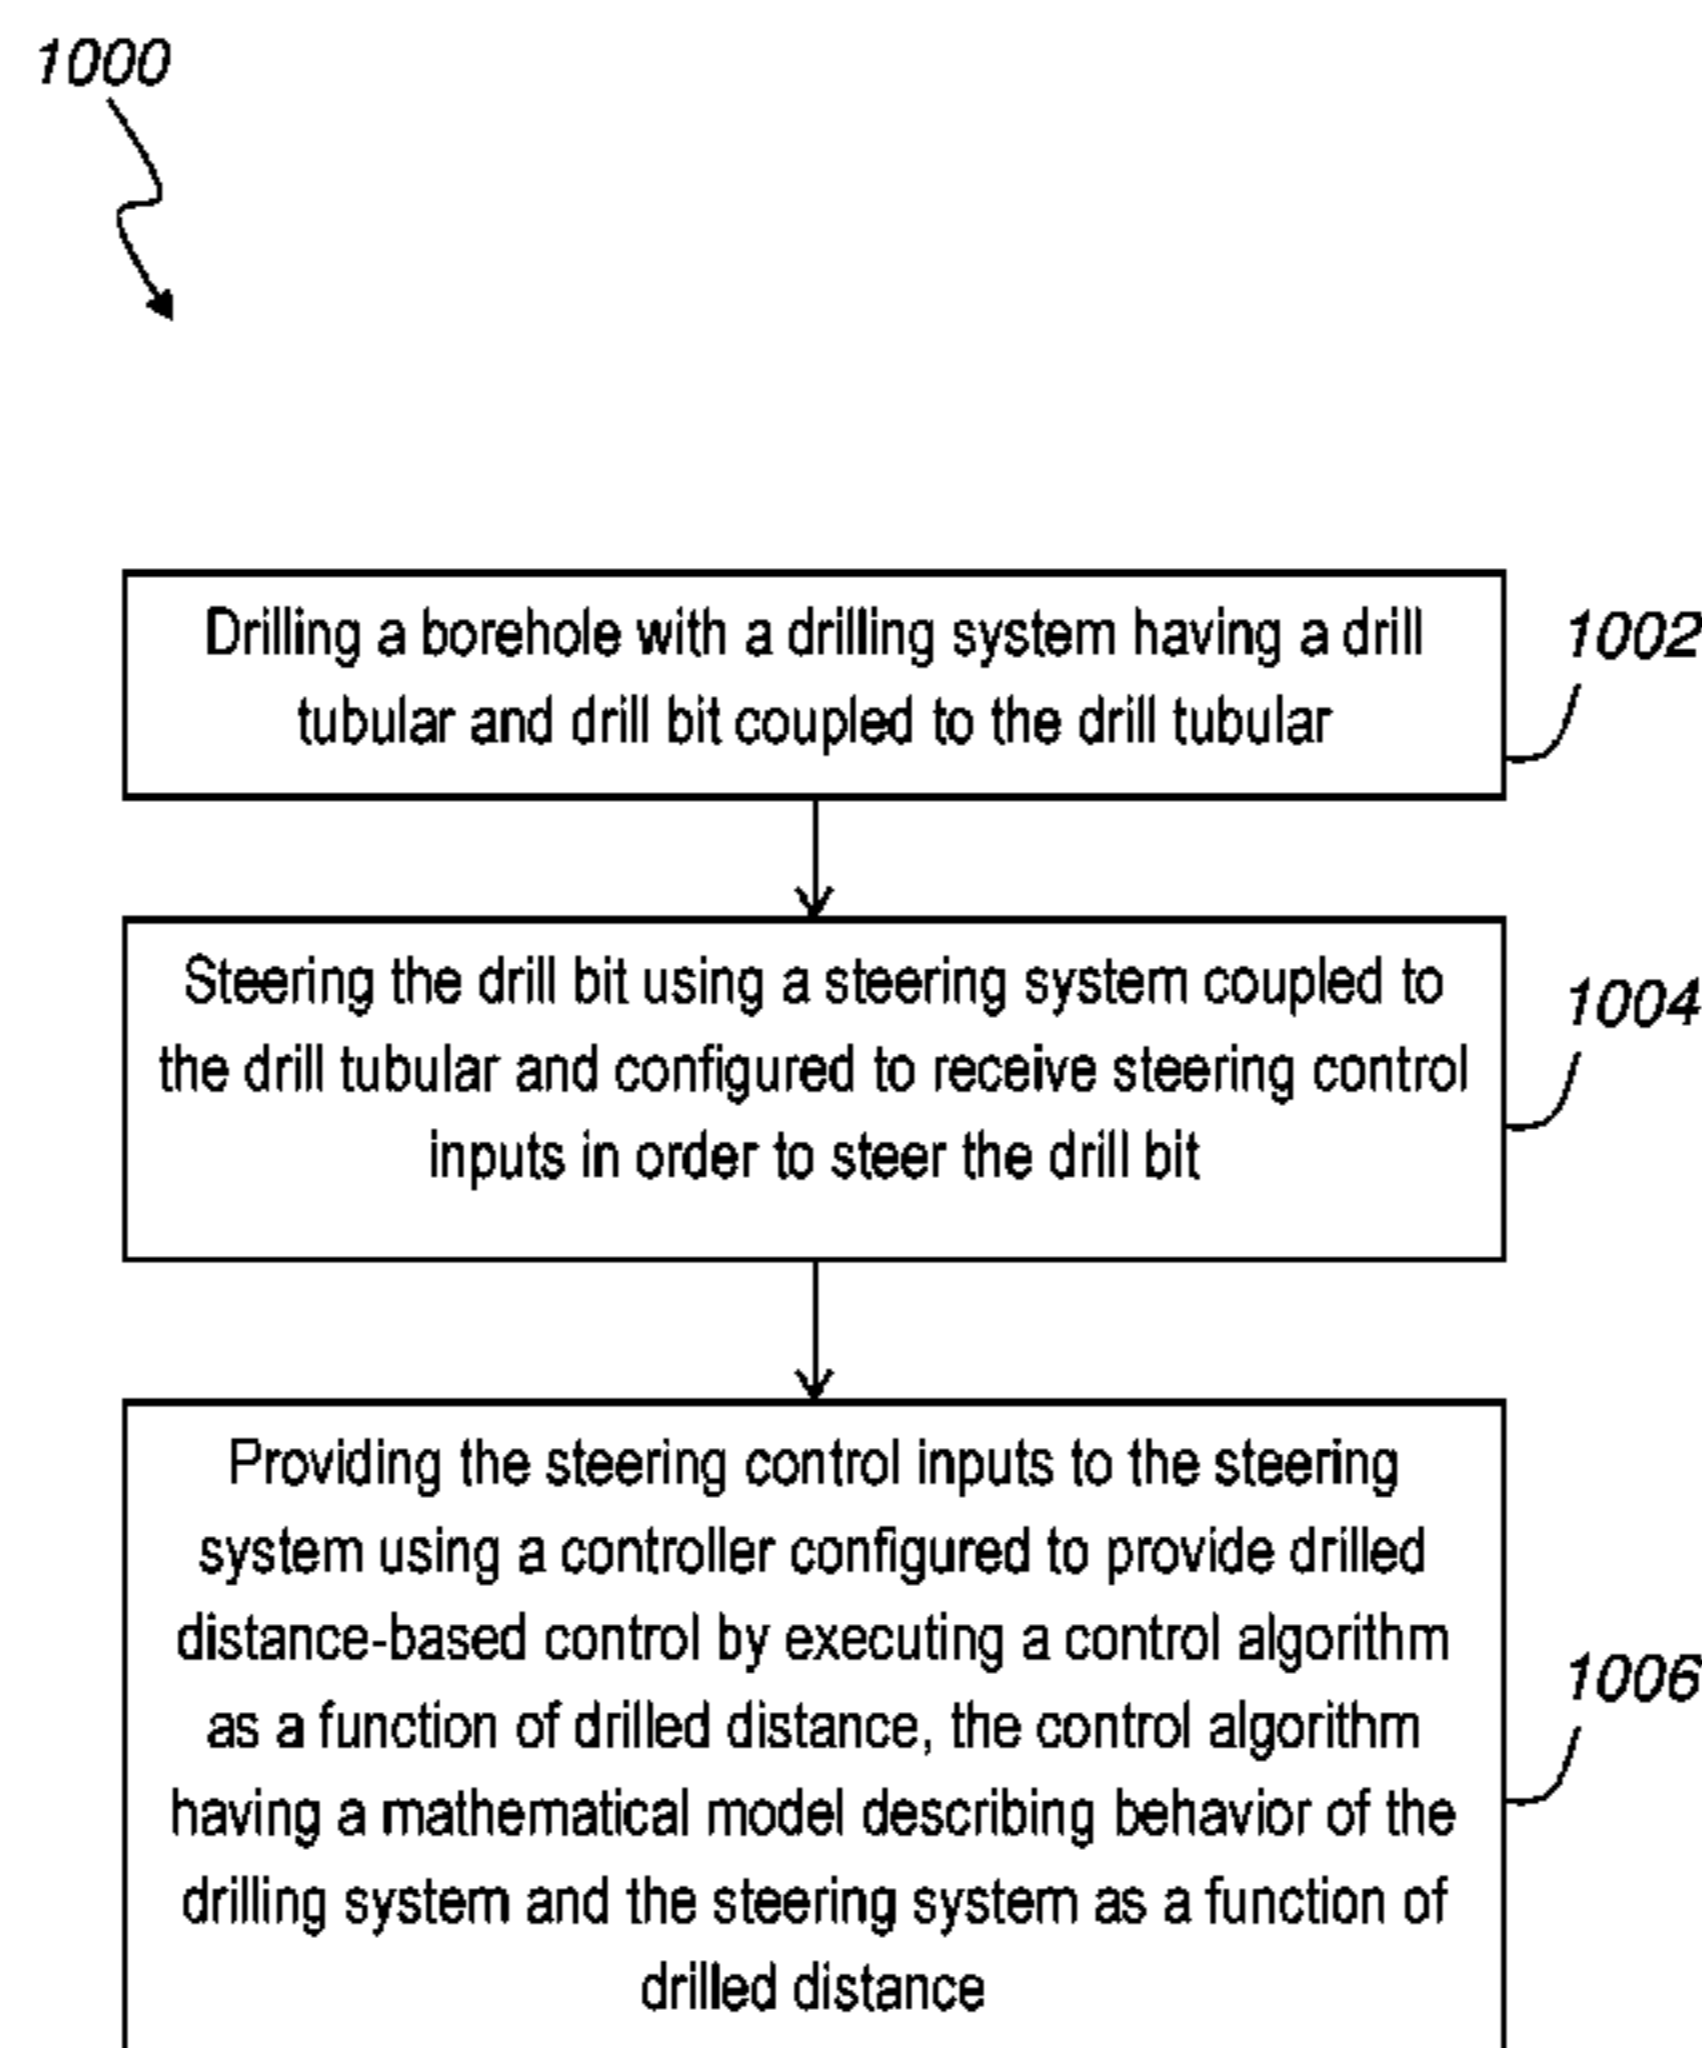 1000
Drilling a borehole with a drilling system having a drill
tubular and drill bit coupled to the drill tubular
1002
Steering the drill bit using a steering system coupled to
the drill tubular and configured to receive steering control
inputs in order to steer the drill bit
1004
Providing the steering control inputs to the steering
system using a controller configured to provide drilled
distance-based control by executing a control algorithm
as a function of drilled distance, the control algorithm
having a mathematical model describing behavior of the
drilling system and the steering system as a function of
drilled distance
1006